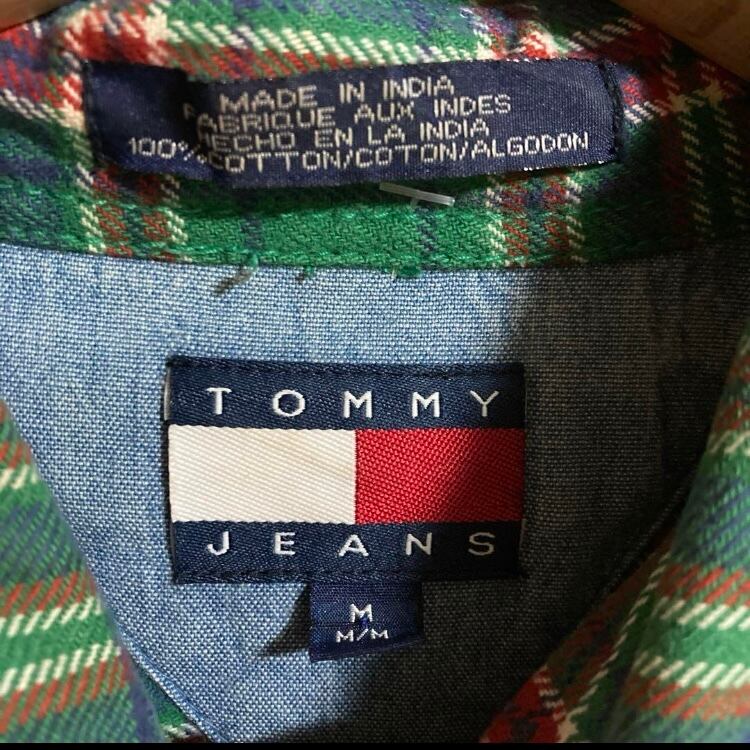 MADE IN INDIA
FABRIQUE AUX INDES
HECHO EN LA INDIA
100% COTTON/COTON/ALGODON
TOMMY
JEANS
M
M/M